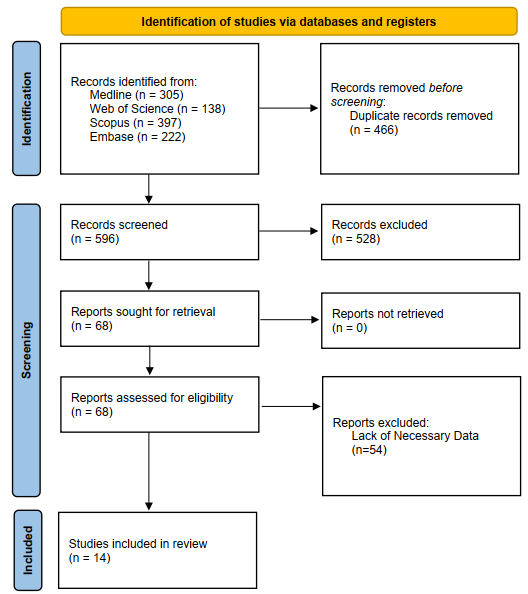 Identification of studies via databases and registers
Identification
Records identified from:
Medline (n = 305)
Web of Science (n = 138)
Scopus (n = 397)
Embase (n = 222)
Records removed before
screening:
Duplicate records removed
(n = 466)
Screening
Records screened
(n = 596)
Records excluded
(n = 528)
Reports sought for retrieval
(n = 68)
Reports not retrieved
(n = 0)
Reports assessed for eligibility
(n = 68)
Reports excluded:
Lack of Necessary Data
(n=54)
Included
Studies included in review
(n = 14)